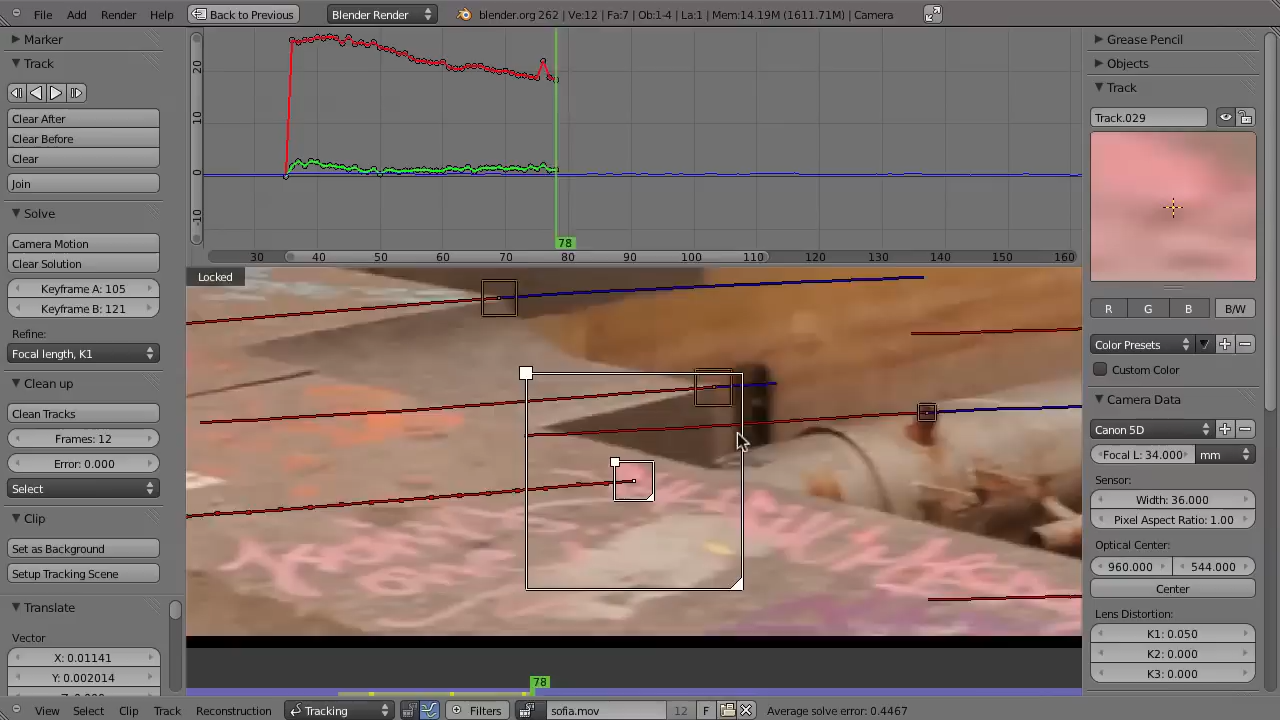 File Add Render Help Back to Previous Blender Render blender.org 262 | Ve:12 | Fa:7 | Ob:1-4 | La:1 | Mem:14.19M (1611.71M) | Camera
Marker
Track
Clear After
Clear Before
Clear
Join
Solve
Camera Motion
Clear Solution
Keyframe A: 105
Keyframe B: 121
Refine:
Focal length, K1
Clean up
Clean Tracks
Frames: 12
Error: 0.000
Select
Clip
Set as Background
Setup Tracking Scene
Translate
Vector
X: 0.01141
Y: 0.002014
20
10
0
-10
78
30 40 50 60 70 80 90 100 110 120 130 140 150 160
Locked
78
View Select Clip Track Reconstruction Tracking Filters sofia.mov 12 F Average solve error: 0.4467
Grease Pencil
Objects
Track
Track.029
R G B B/W
Color Presets
Custom Color
Camera Data
Canon 5D
Focal L: 34.000 mm
Sensor:
Width: 36.000
Pixel Aspect Ratio: 1.00
Optical Center:
960.000 544.000
Center
Lens Distortion:
K1: 0.050
K2: 0.000
K3: 0.000